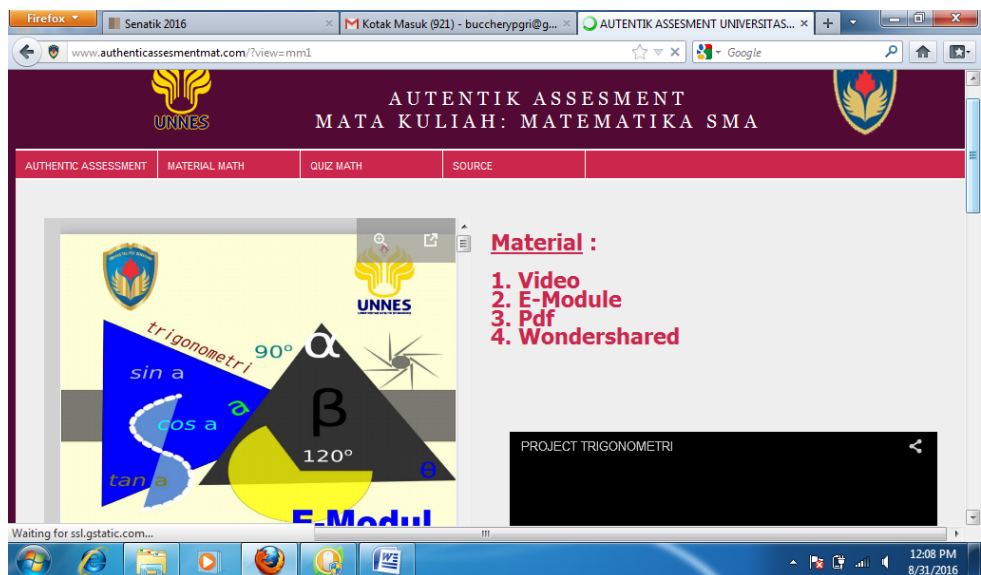 Firefox
Senatik 2016
Kotak Masuk (921) - buccherypgri@g...
AUTENTIK ASSESMENT UNIVERSITAS...
www.authenticassesmentmat.com/?view=mm1
Google
UNNES
AUTENTIK ASSESMENT
MATA KULIAH: MATEMATIKA SMA
AUTHENTIC ASSESSMENT
MATERIAL MATH
QUIZ MATH
SOURCE
UNNES
trigonometri
90°
α
sin a
a
β
cos a
120°
θ
tan a
E-Modul
Material :
1. Video
2. E-Module
3. Pdf
4. Wondershared
PROJECT TRIGONOMETRI
Waiting for ssl.gstatic.com...
12:08 PM
8/31/2016